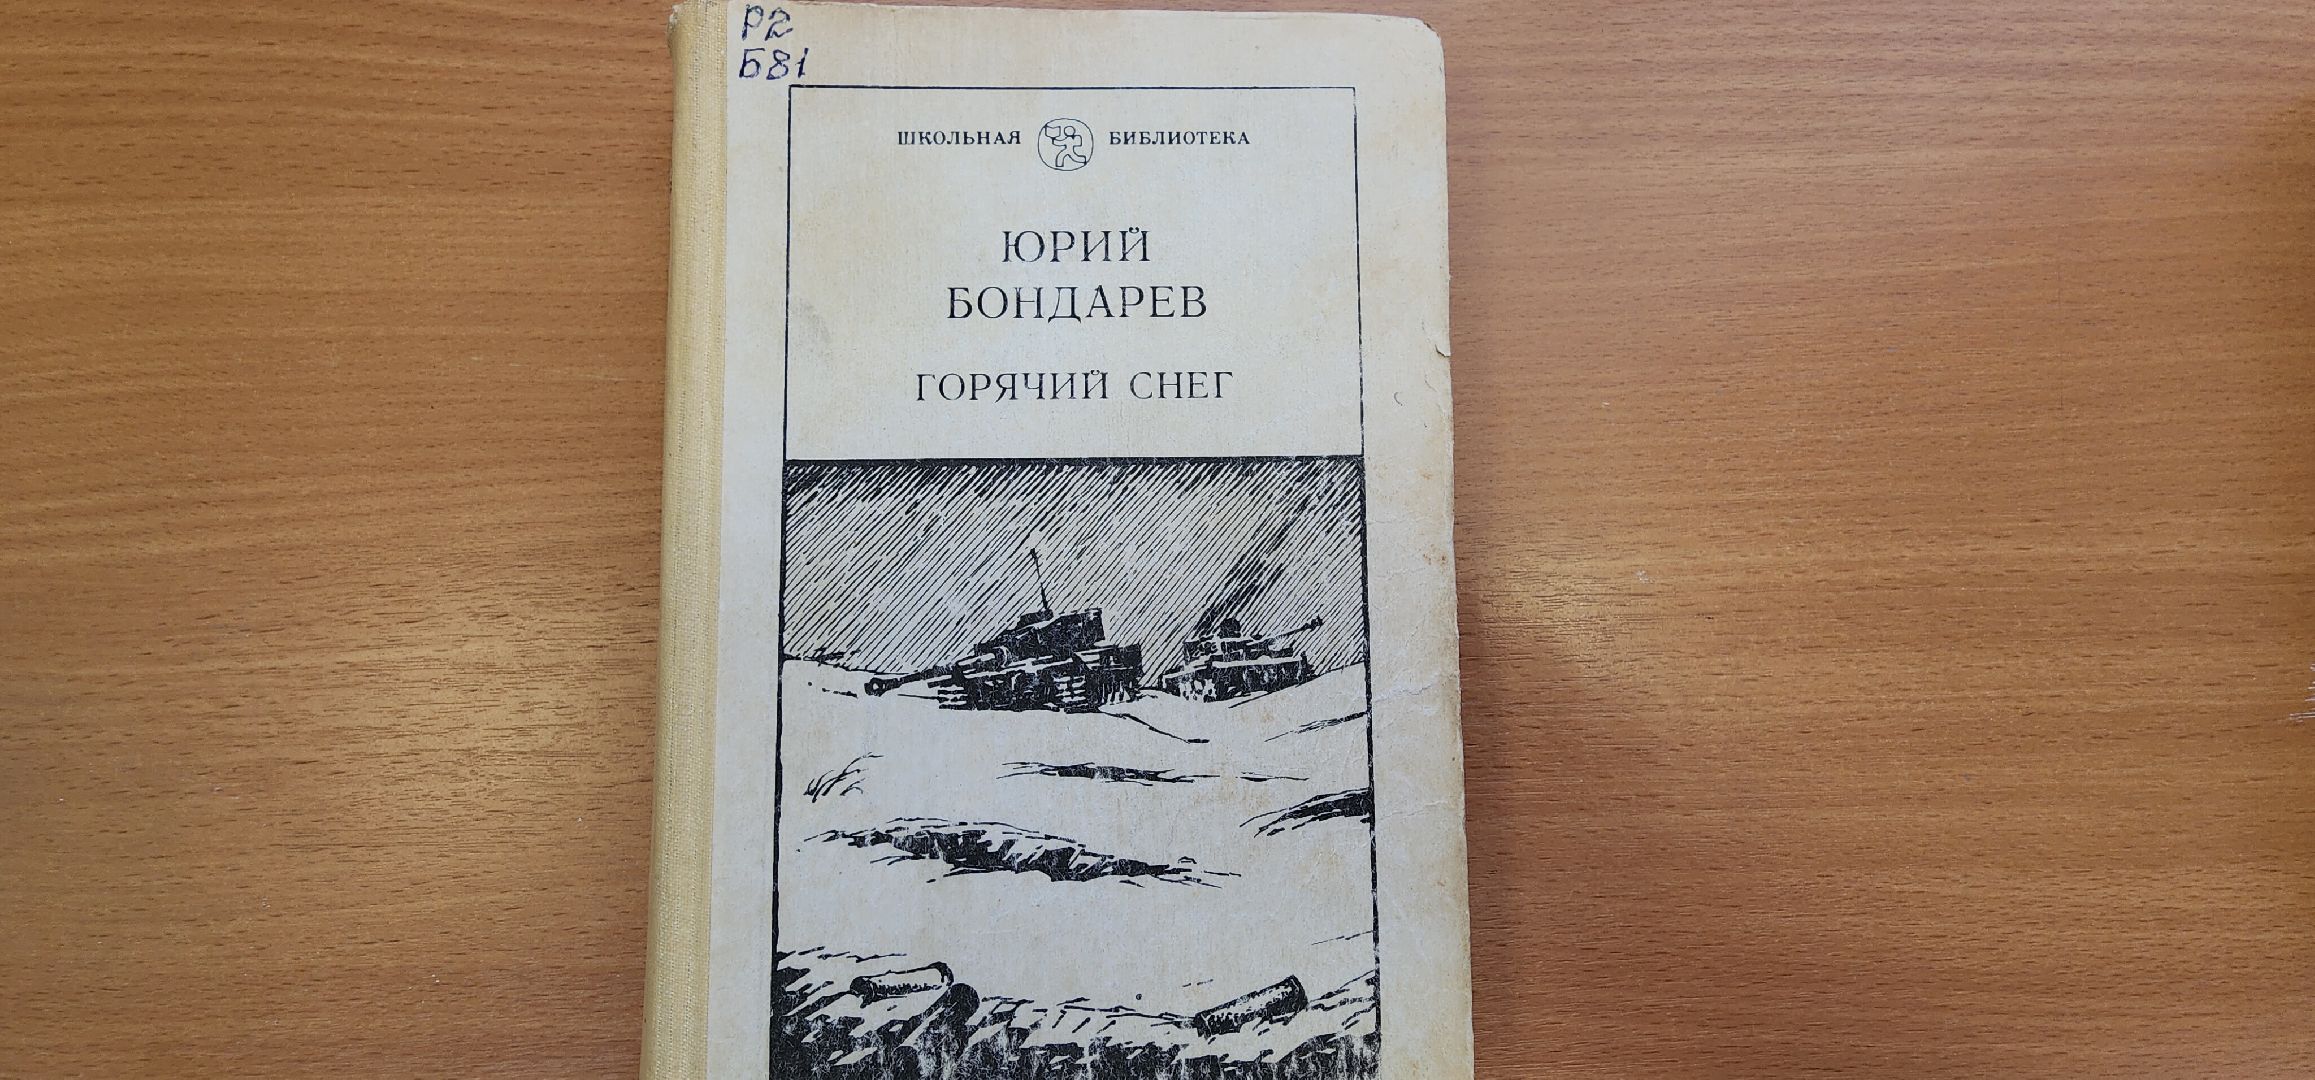 Р2
Б81
ШКОЛЬНАЯ БИБЛИОТЕКА
ЮРИЙ
БОНДАРЕВ
ГОРЯЧИЙ СНЕГ